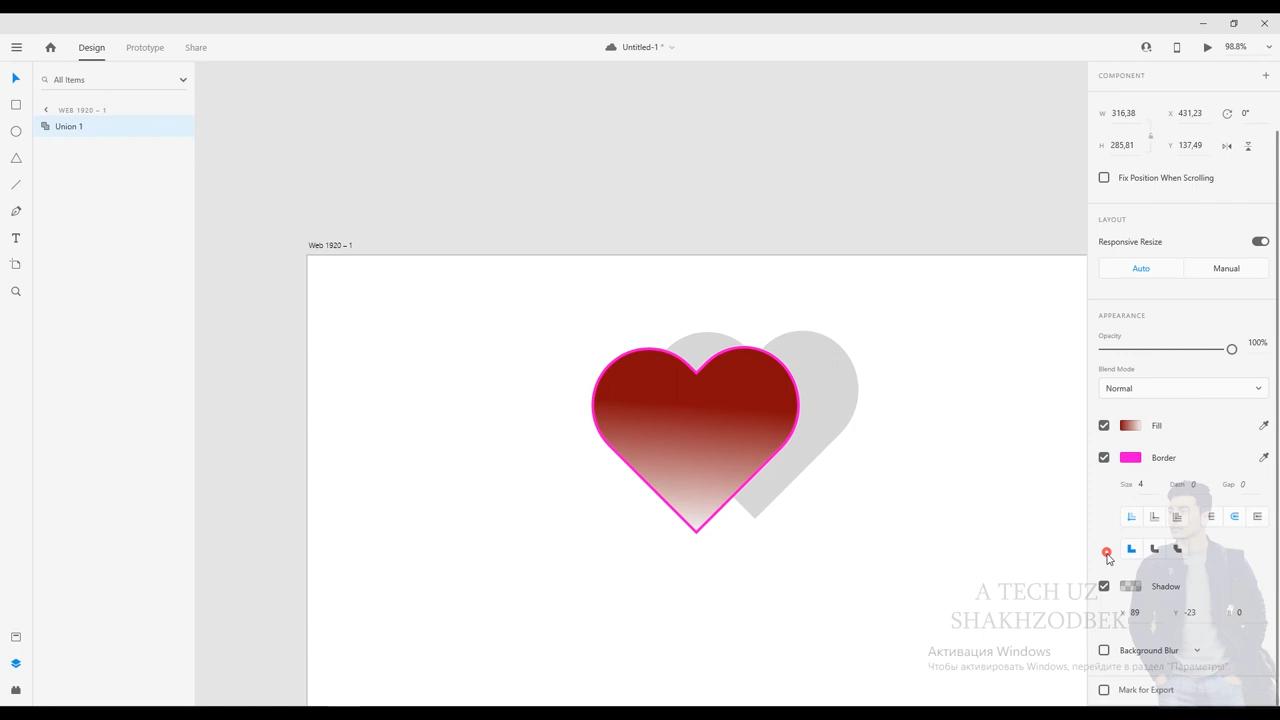 Design
Prototype
Share
Untitled-1 *
98.8%
All Items
WEB 1920 – 1
Union 1
Web 1920 – 1
COMPONENT
W 316,38 X 431,23 0°
H 285,81 Y 137,49
Fix Position When Scrolling
LAYOUT
Responsive Resize
Auto Manual
APPEARANCE
Opacity
100%
Blend Mode
Normal
Fill
Border
Size 4 Dash 0 Gap 0
Shadow
X 89 Y -23 B 0
Background Blur
Mark for Export
A TECH UZ
SHAKHZODBEK
Активация Windows
Чтобы активировать Windows, перейдите в раздел "Параметры".